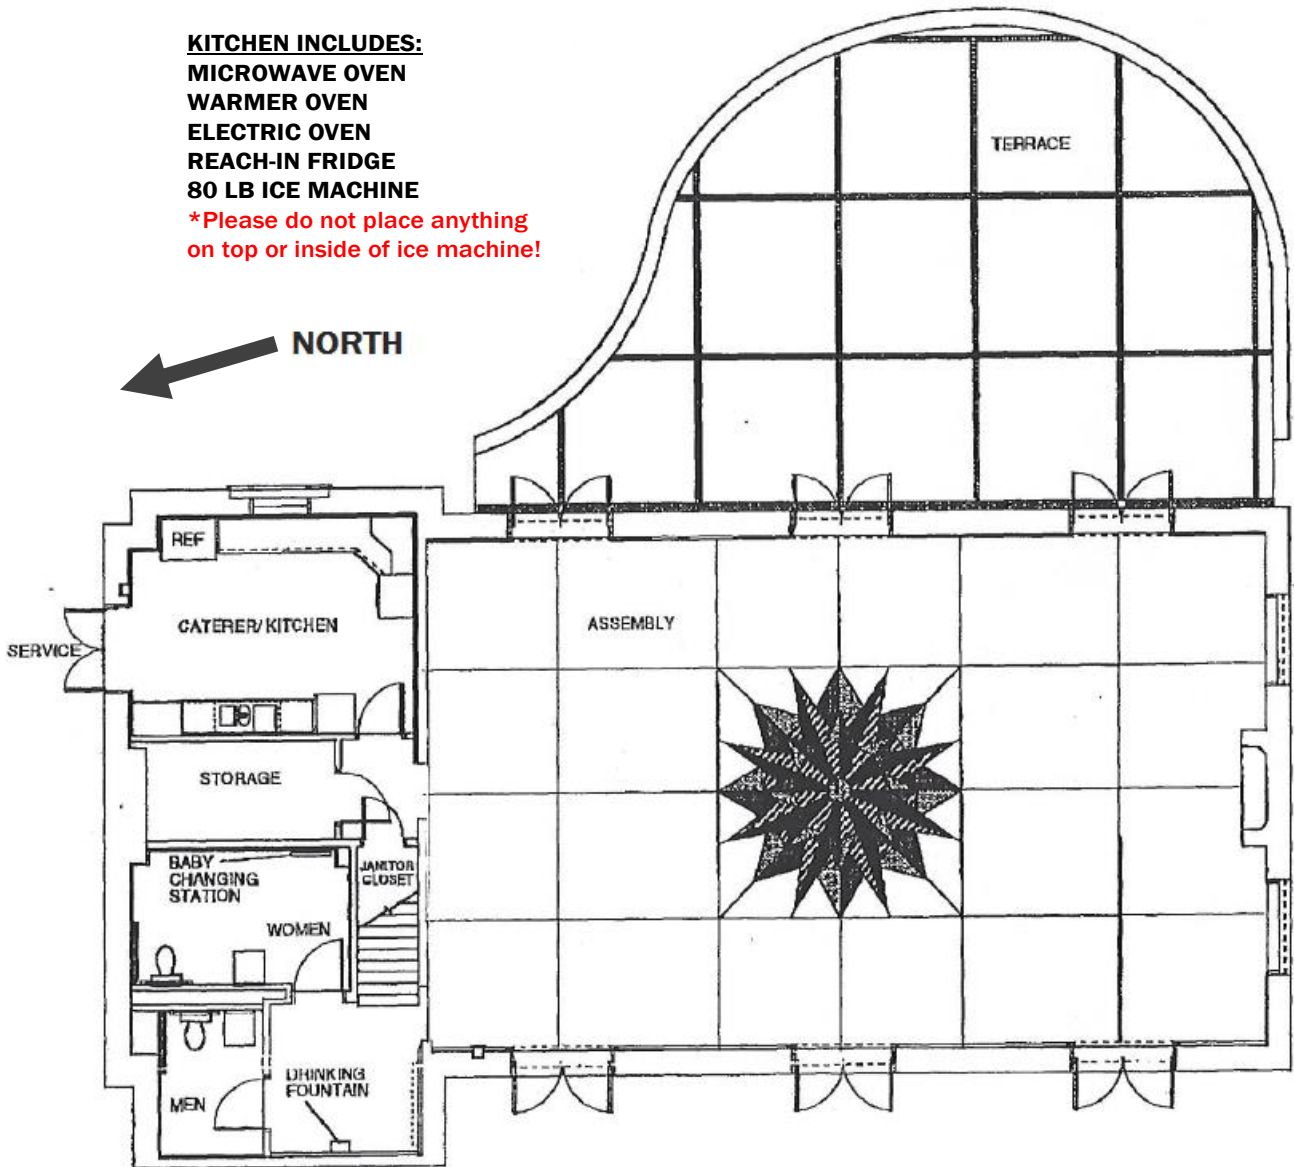 KITCHEN INCLUDES:
MICROWAVE OVEN
WARMER OVEN
ELECTRIC OVEN
REACH-IN FRIDGE
80 LB ICE MACHINE
*Please do not place anything
on top or inside of ice machine!
TERRACE
NORTH
REF
CATERER/KITCHEN
ASSEMBLY
SERVICE
STORAGE
BABY
CHANGING
STATION
JANITOR
CLOSET
WOMEN
DRINKING
FOUNTAIN
MEN